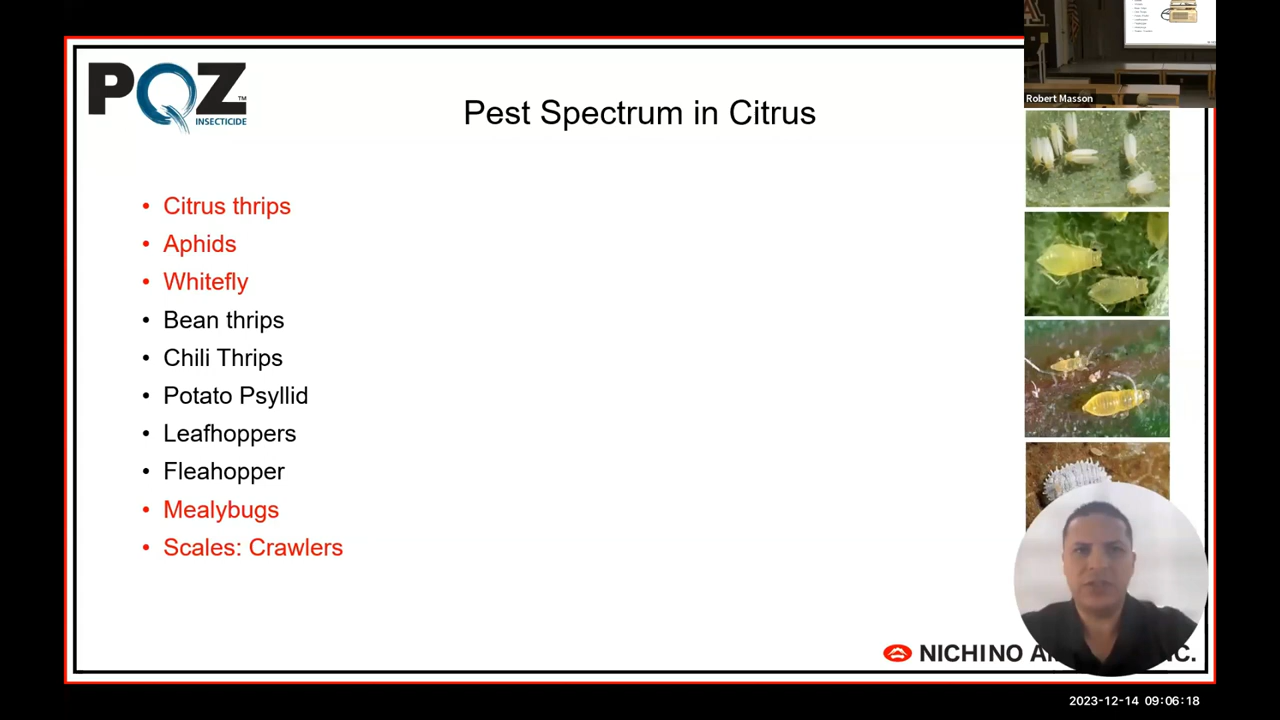 PQZ™
INSECTICIDE
Pest Spectrum in Citrus
Robert Masson
• Citrus thrips
• Aphids
• Whitefly
• Bean thrips
• Chili Thrips
• Potato Psyllid
• Leafhoppers
• Fleahopper
• Mealybugs
• Scales: Crawlers
NICHINO A C.
2023-12-14 09:06:18